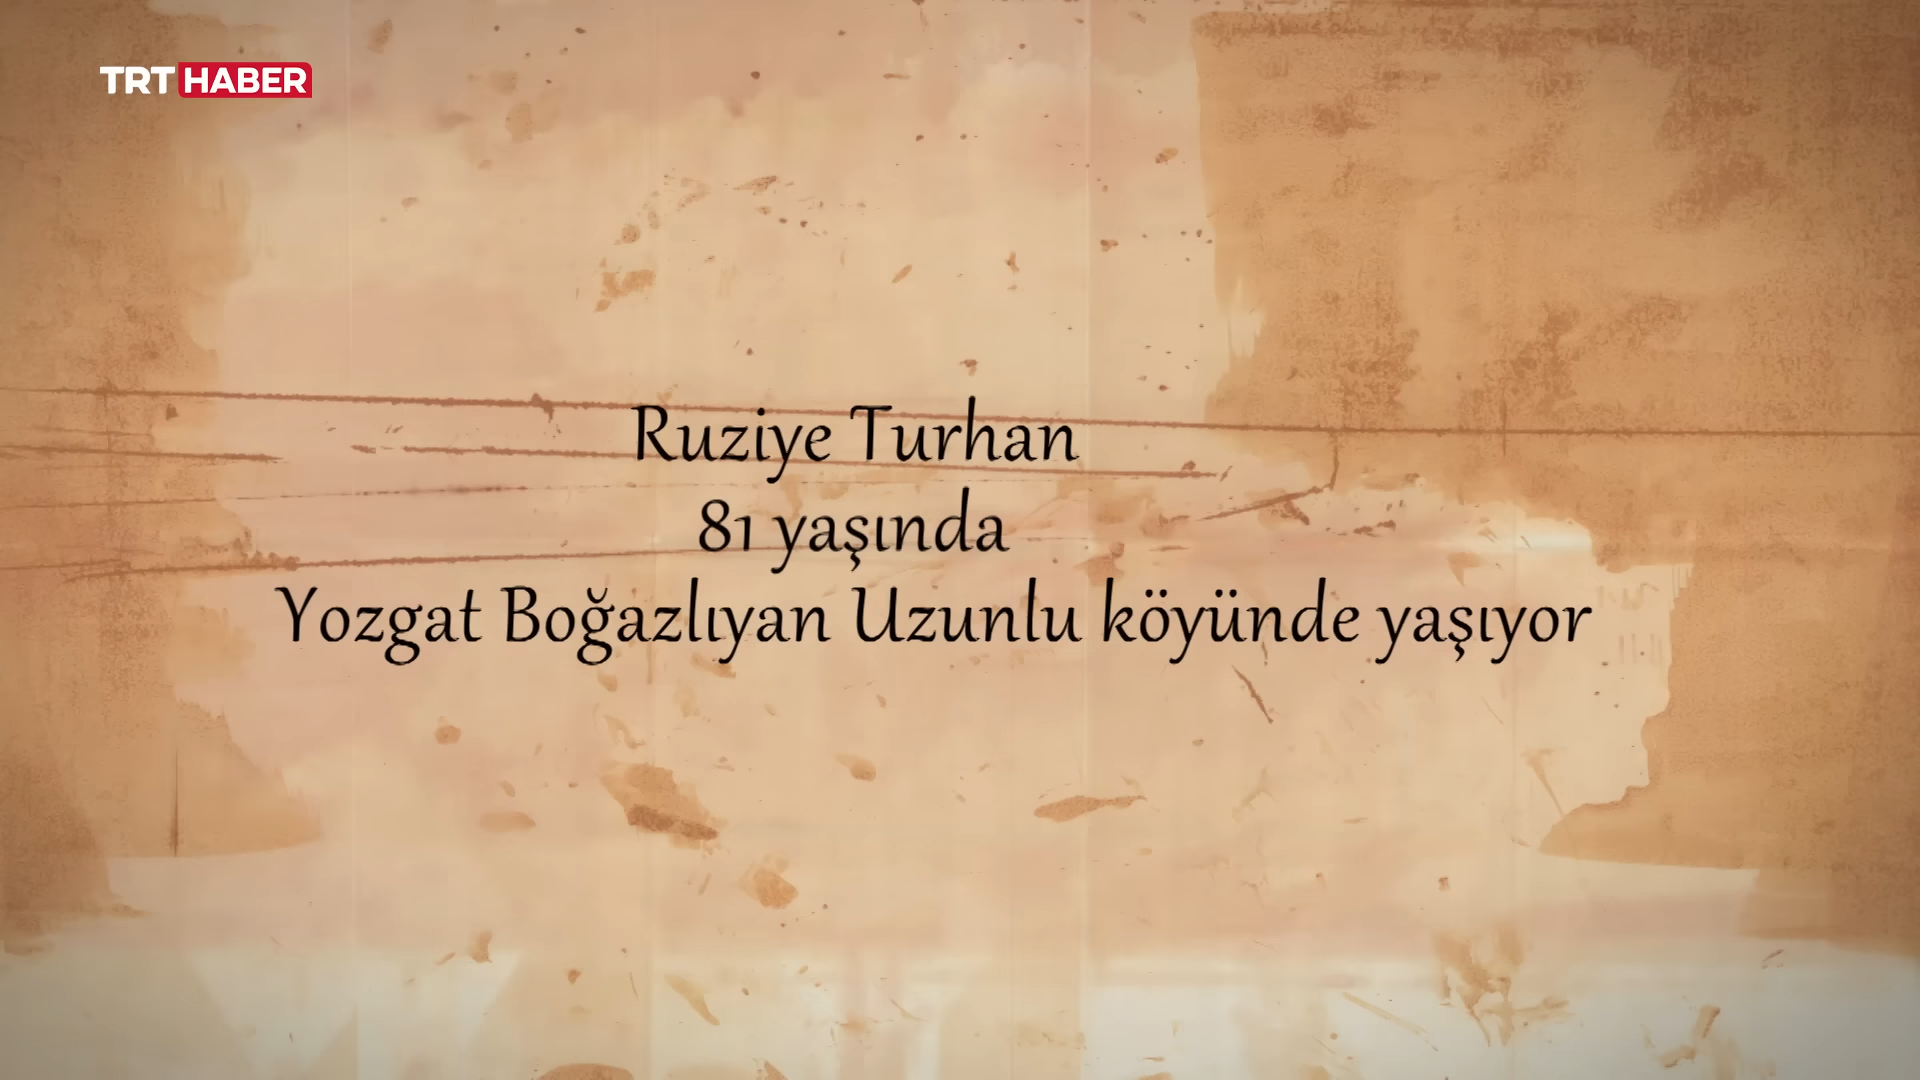 TRT HABER
Ruziye Turhan
81 yaşında
Yozgat Boğazlıyan Uzunlu köyünde yaşıyor